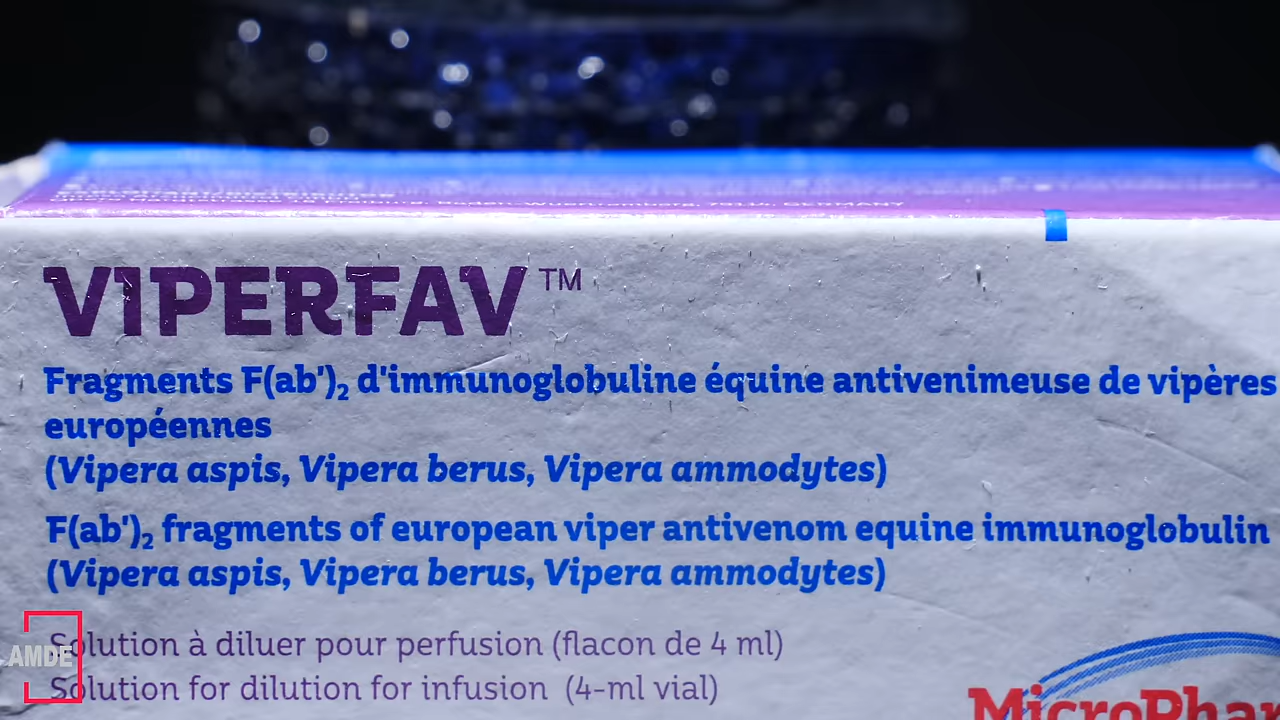 GERMANY
VIPERFAV™
Fragments F(ab')₂ d'immunoglobuline équine antivenimeuse de vipères
européennes
(Vipera aspis, Vipera berus, Vipera ammodytes)
F(ab')₂ fragments of european viper antivenom equine immunoglobulin
(Vipera aspis, Vipera berus, Vipera ammodytes)
Solution à diluer pour perfusion (flacon de 4 ml)
AMDE
Solution for dilution for infusion (4-ml vial)
MicroPhar